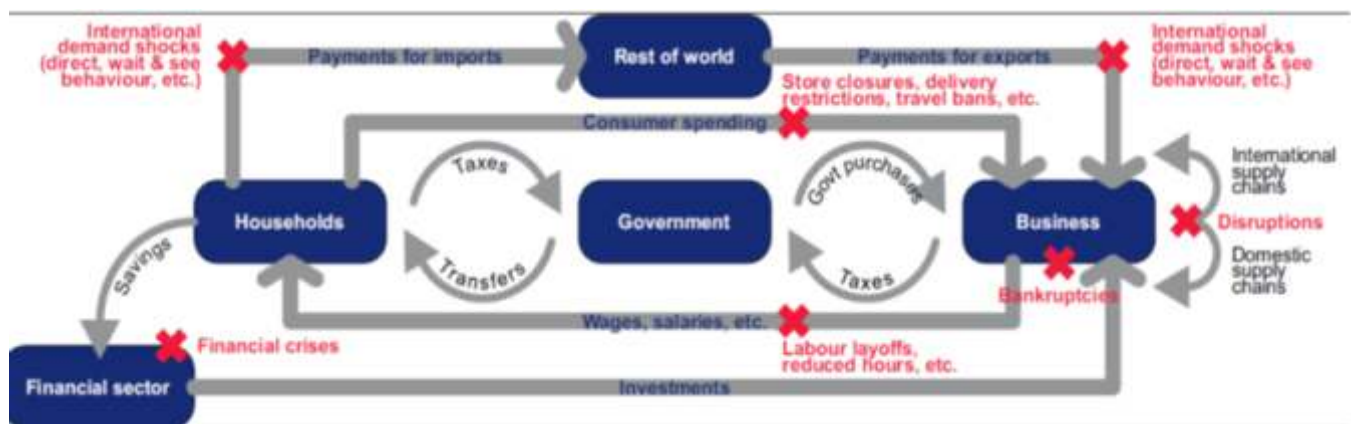 International
demand shocks
(direct, wait & see
behaviour, etc.)
Payments for imports
Rest of world
Payments for exports
International
demand shocks
(direct, wait & see
behaviour, etc.)
Store closures, delivery
restrictions, travel bans, etc.
Consumer spending
Taxes
Govt purchases
International
supply
chains
Households
Government
Business
Disruptions
Savings
Transfers
Taxes
Domestic
supply
chains
Bankruptcies
Wages, salaries, etc.
Financial crises
Labour layoffs,
reduced hours, etc.
Financial sector
Investments